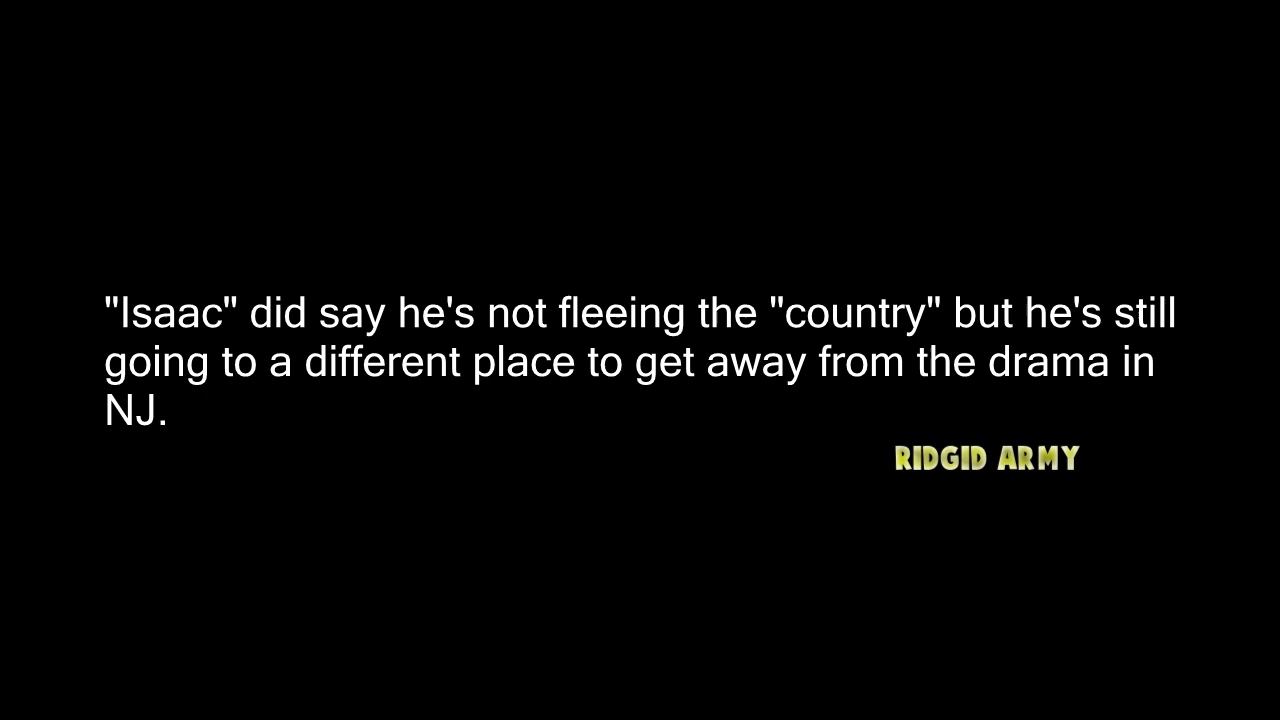 "Isaac" did say he's not fleeing the "country" but he's still
going to a different place to get away from the drama in
NJ.
RIDGID ARMY